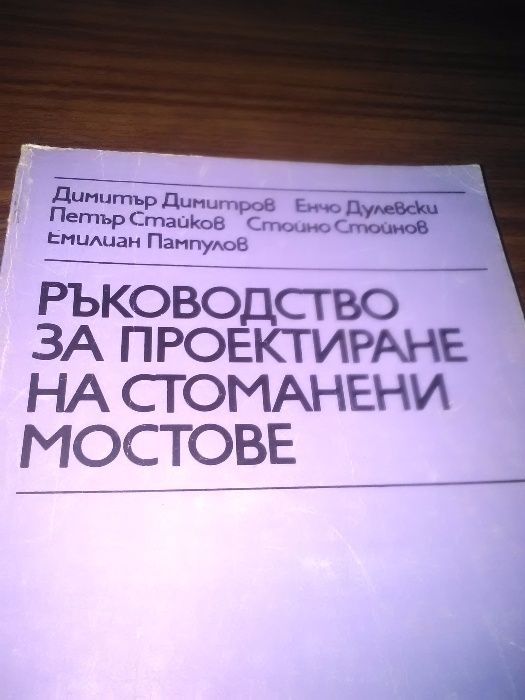 Димитър Димитров Енчо Дулевски
Петър Стайков Стойно Стойнов
Емилиан Пампулов
РЪКОВОДСТВО
ЗА ПРОЕКТИРАНЕ
НА СТОМАНЕНИ
МОСТОВЕ